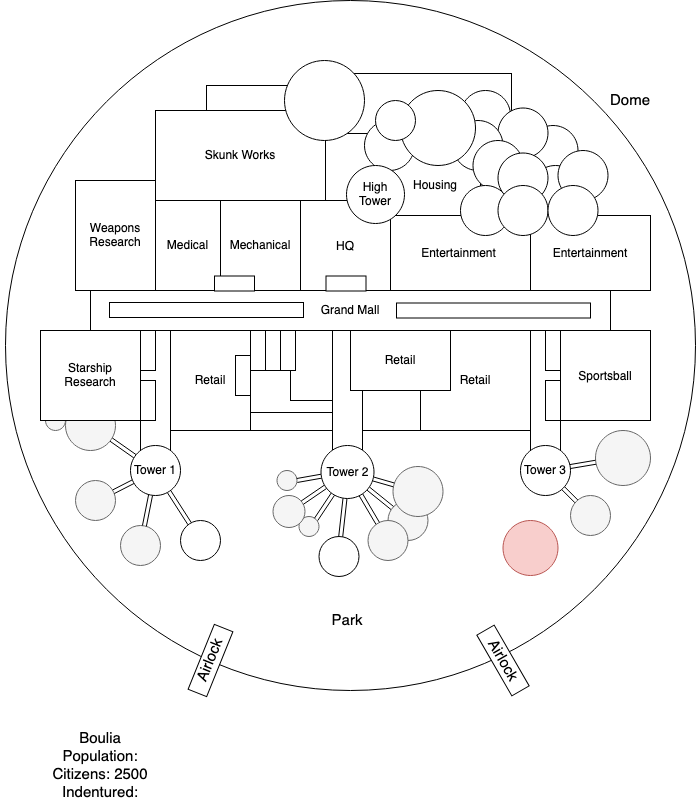 Dome
Skunk Works
High
Tower
Housing
Weapons
Research
Medical
Mechanical
HQ
Entertainment
Entertainment
Grand Mall
Starship
Research
Retail
Retail
Retail
Sportsball
Tower 1
Tower 2
Tower 3
Park
Airlock
Airlock
Boulia
Population:
Citizens: 2500
Indentured: